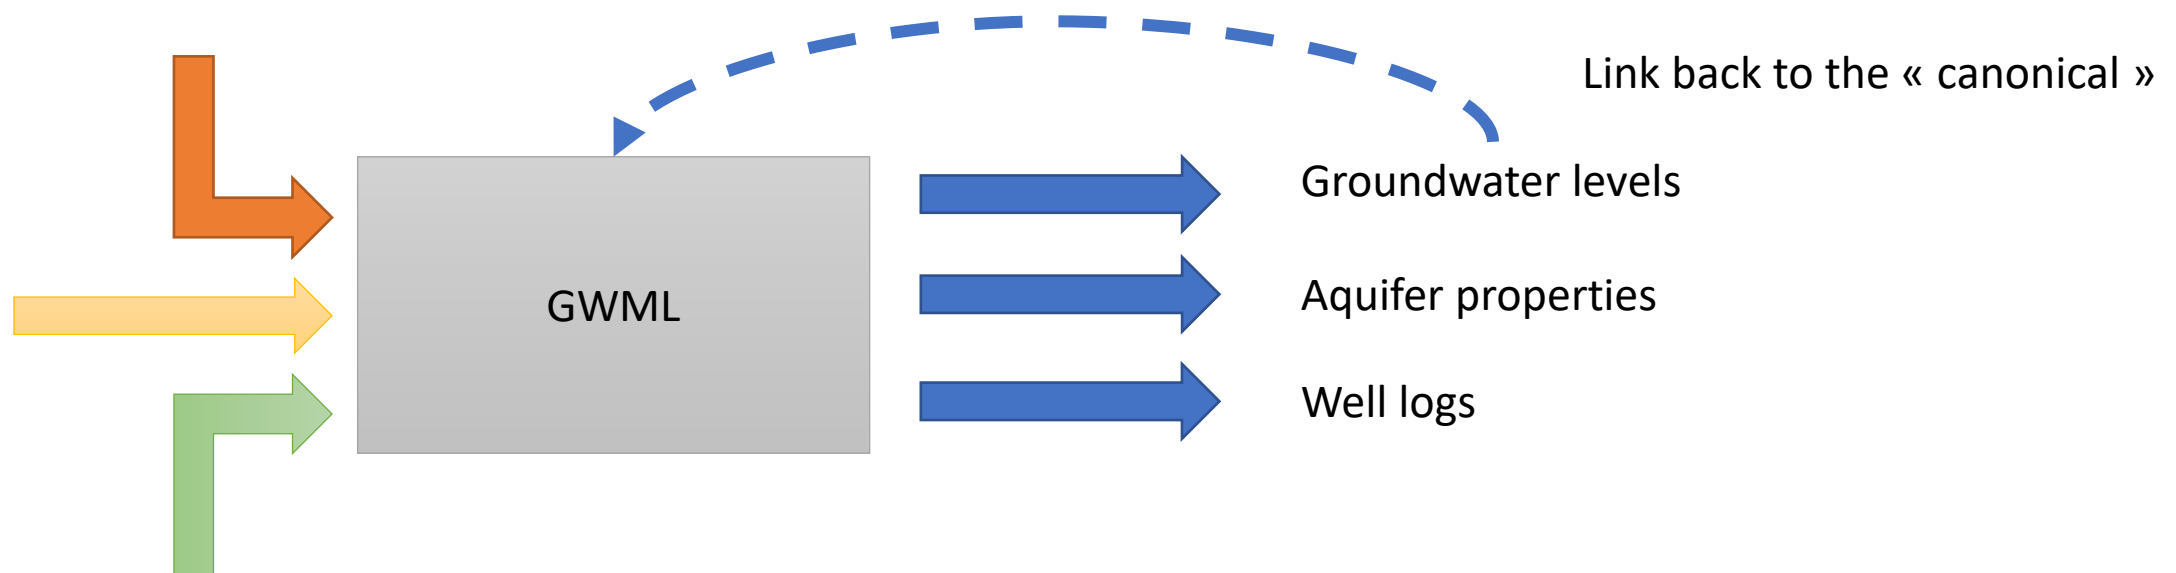 Link back to the « canonical »
Groundwater levels
GWML
Aquifer properties
Well logs